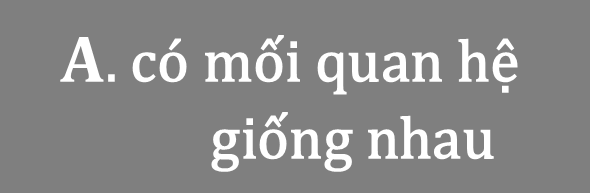 A. có mối quan hệ
giống nhau